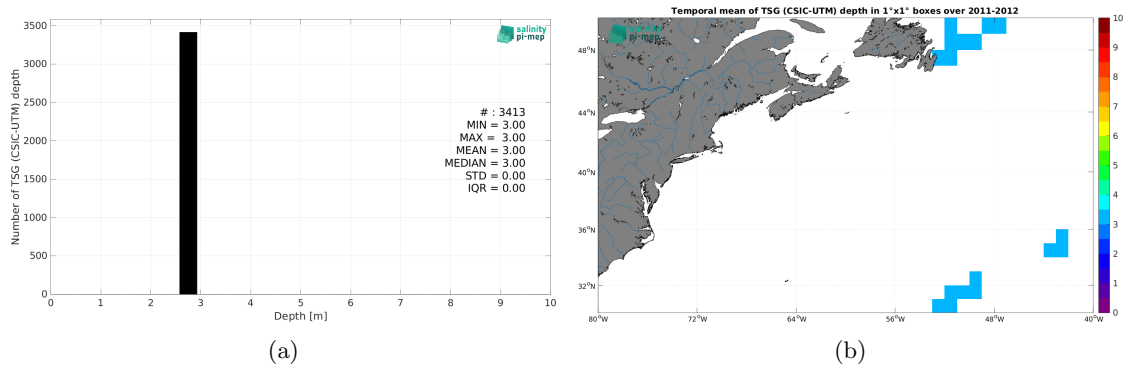 3500
3000
2500
2000
1500
1000
500
0
Number of TSG (CSIC-UTM) depth
salinity
pi-mep
# : 3413
MIN = 3.00
MAX = 3.00
MEAN = 3.00
MEDIAN = 3.00
STD = 0.00
IQR = 0.00
0 1 2 3 4 5 6 7 8 9 10
Depth [m]
(a)
Temporal mean of TSG (CSIC-UTM) depth in 1°x1° boxes over 2011-2012
salinity
pi-mep
48°N
44°N
40°N
36°N
32°N
80°W 72°W 64°W 56°W 48°W 40°W
10
9
8
7
6
5
4
3
2
1
0
(b)